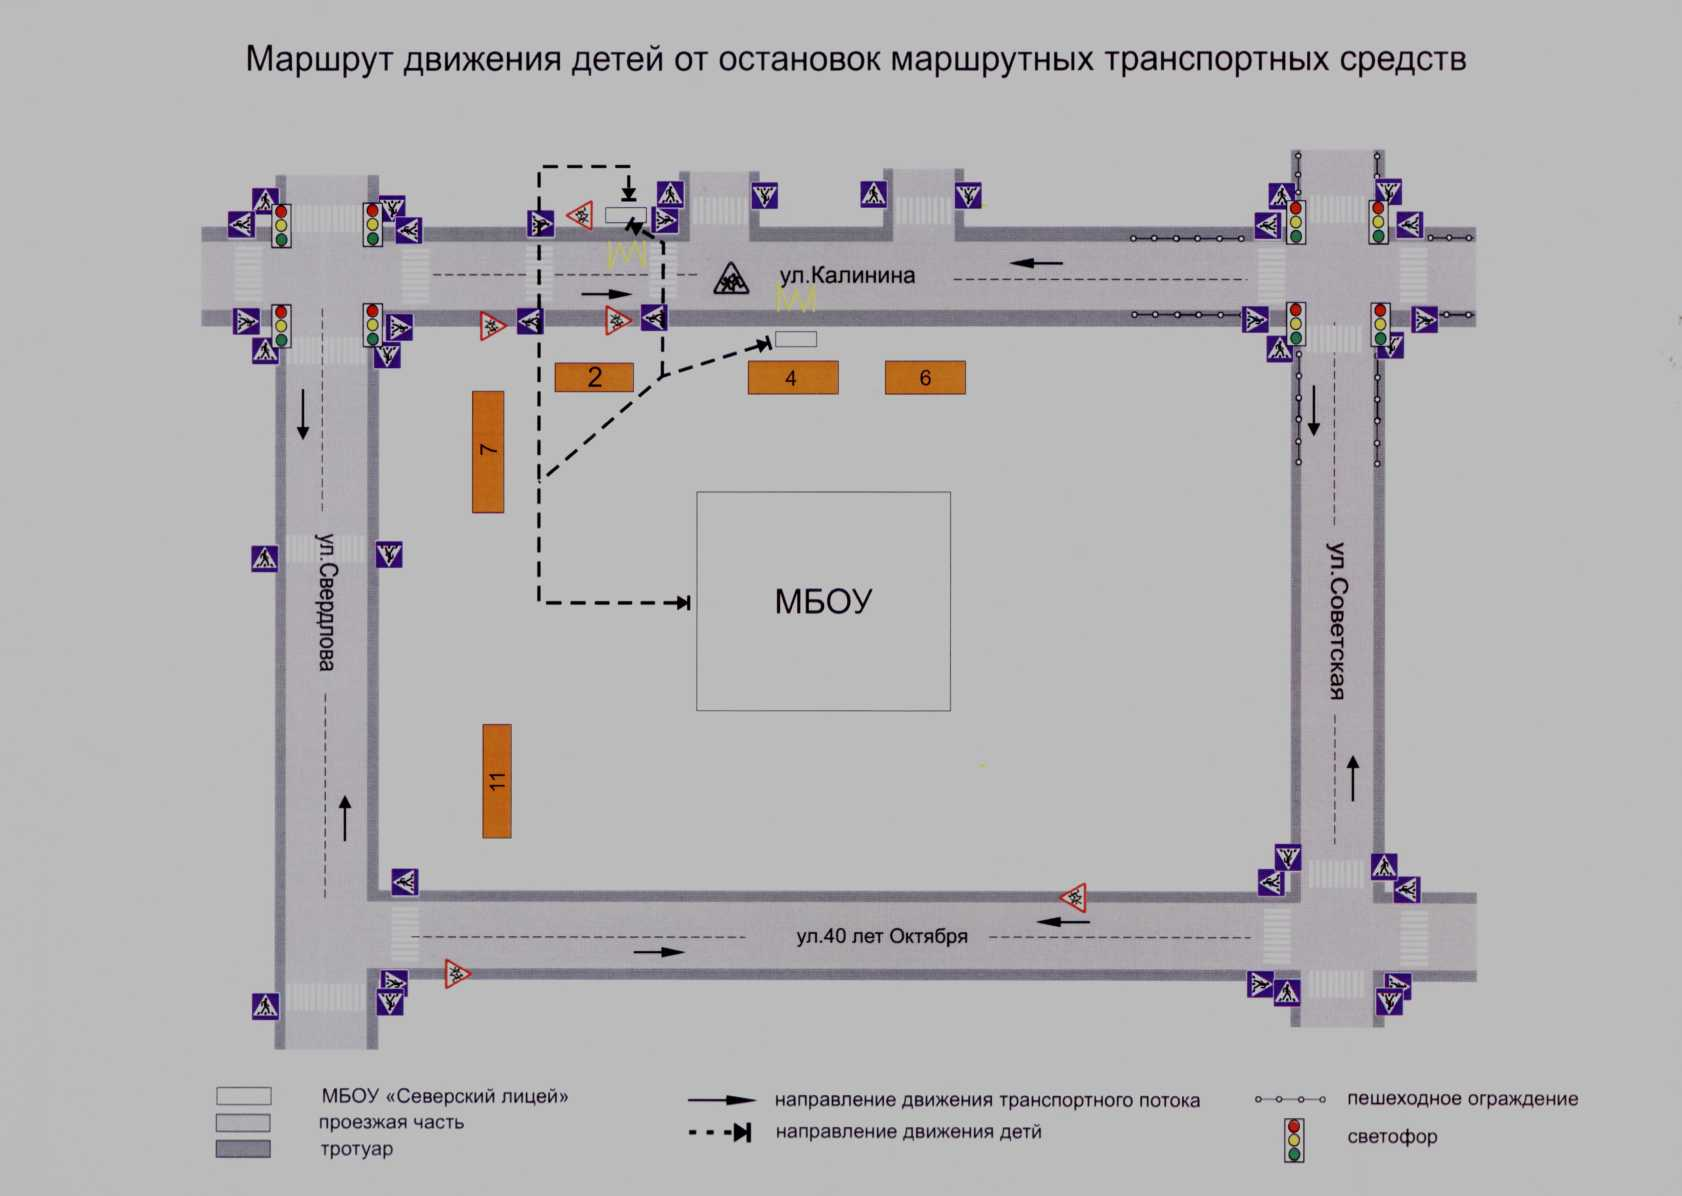 Маршрут движения детей от остановок маршрутных транспортных средств
ул.Калинина
2
4
6
7
МБОУ
ул.Свердлова
ул.Советская
11
ул.40 лет Октября
МБОУ «Северский лицей»
проезжая часть
тротуар
направление движения транспортного потока
направление движения детй
пешеходное ограждение
светофор